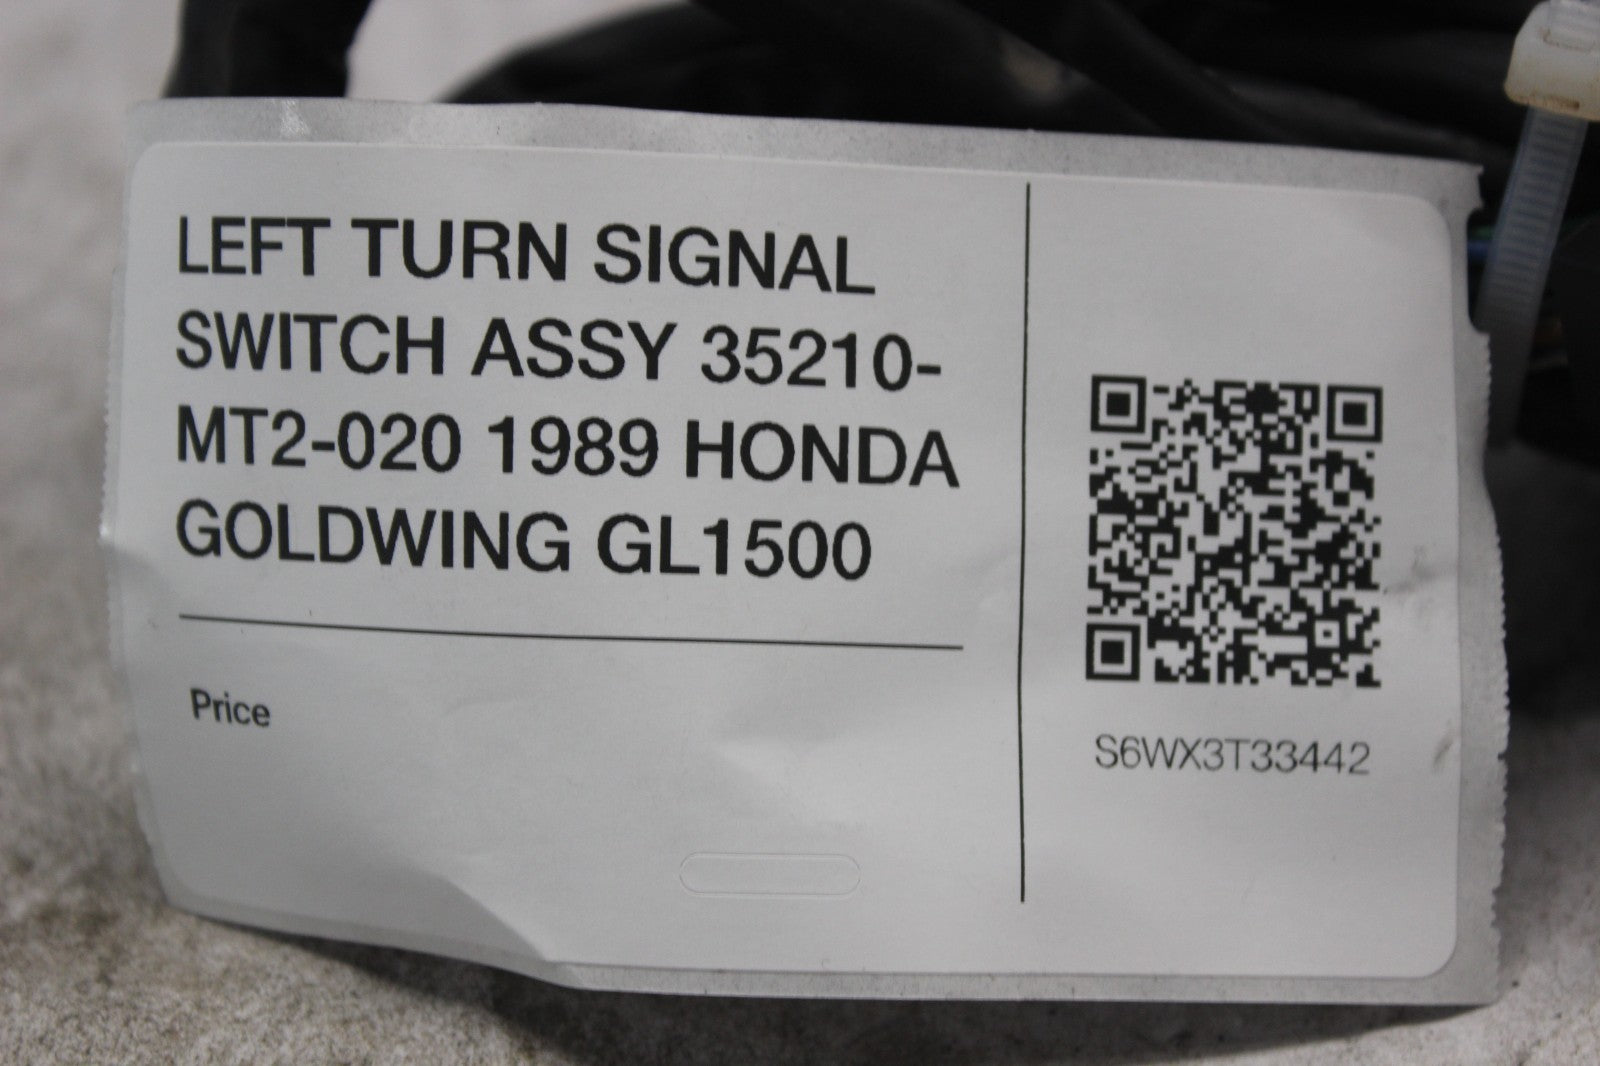 LEFT TURN SIGNAL
SWITCH ASSY 35210-
MT2-020 1989 HONDA
GOLDWING GL1500
Price
S6WX3T33442